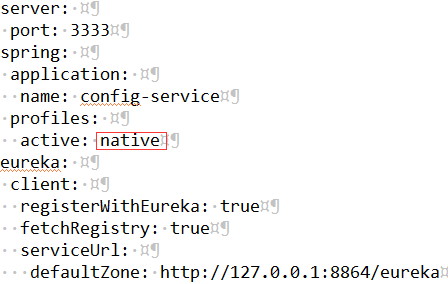 server:
 port: 3333
spring:
 application:
  name: config-service
 profiles:
  active: native
eureka:
 client:
  registerWithEureka: true
  fetchRegistry: true
  serviceUrl:
   defaultZone: http://127.0.0.1:8864/eureka